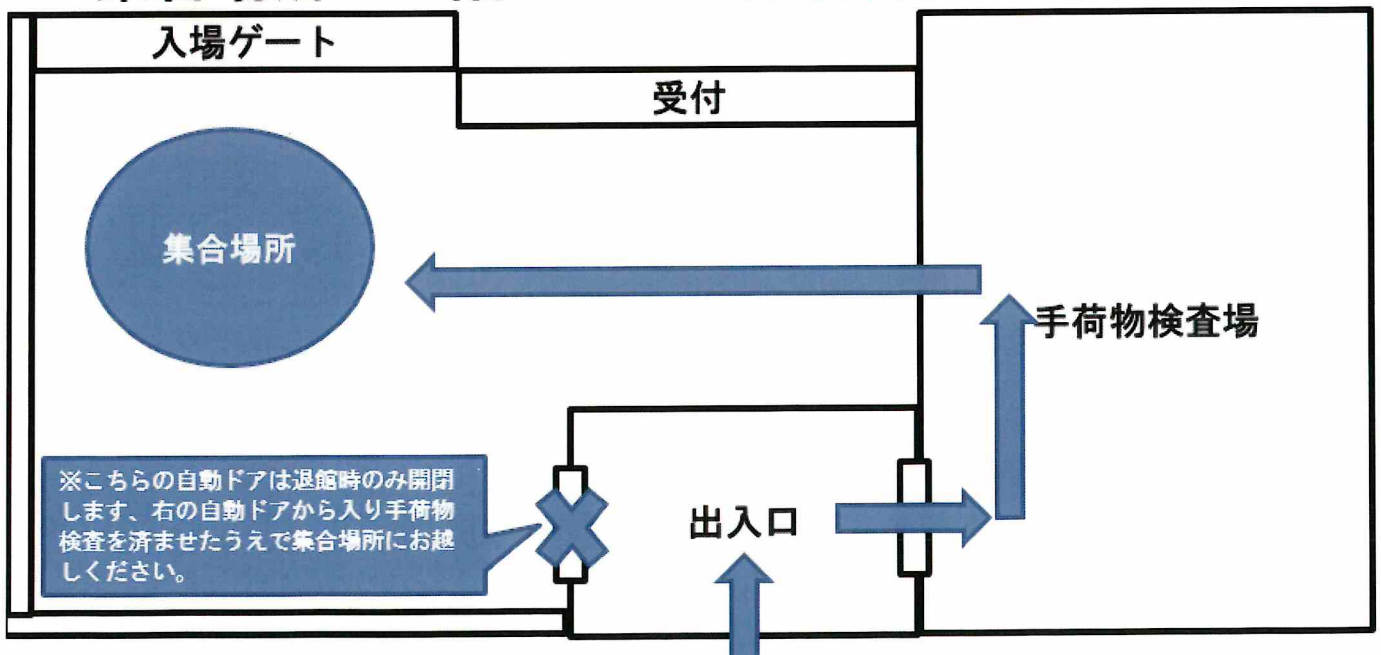 入場ゲート
受付
集合場所
手荷物検査場
※こちらの自動ドアは退館時のみ開閉
します、右の自動ドアから入り手荷物
検査を済ませたうえで集合場所にお越
しください。
出入口